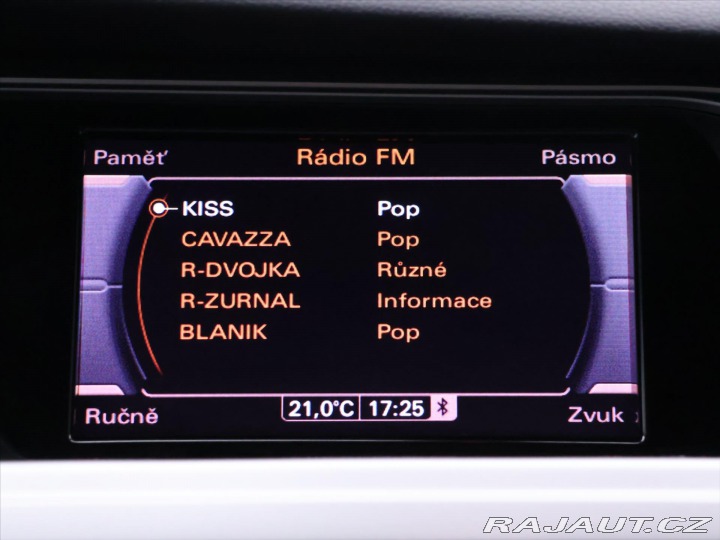 Paměť Rádio FM Pásmo
KISS Pop
CAVAZZA Pop
R-DVOJKA Různé
R-ZURNAL Informace
BLANIK Pop
Ručně 21,0°C 17:25 Zvuk
RAJAUT.CZ